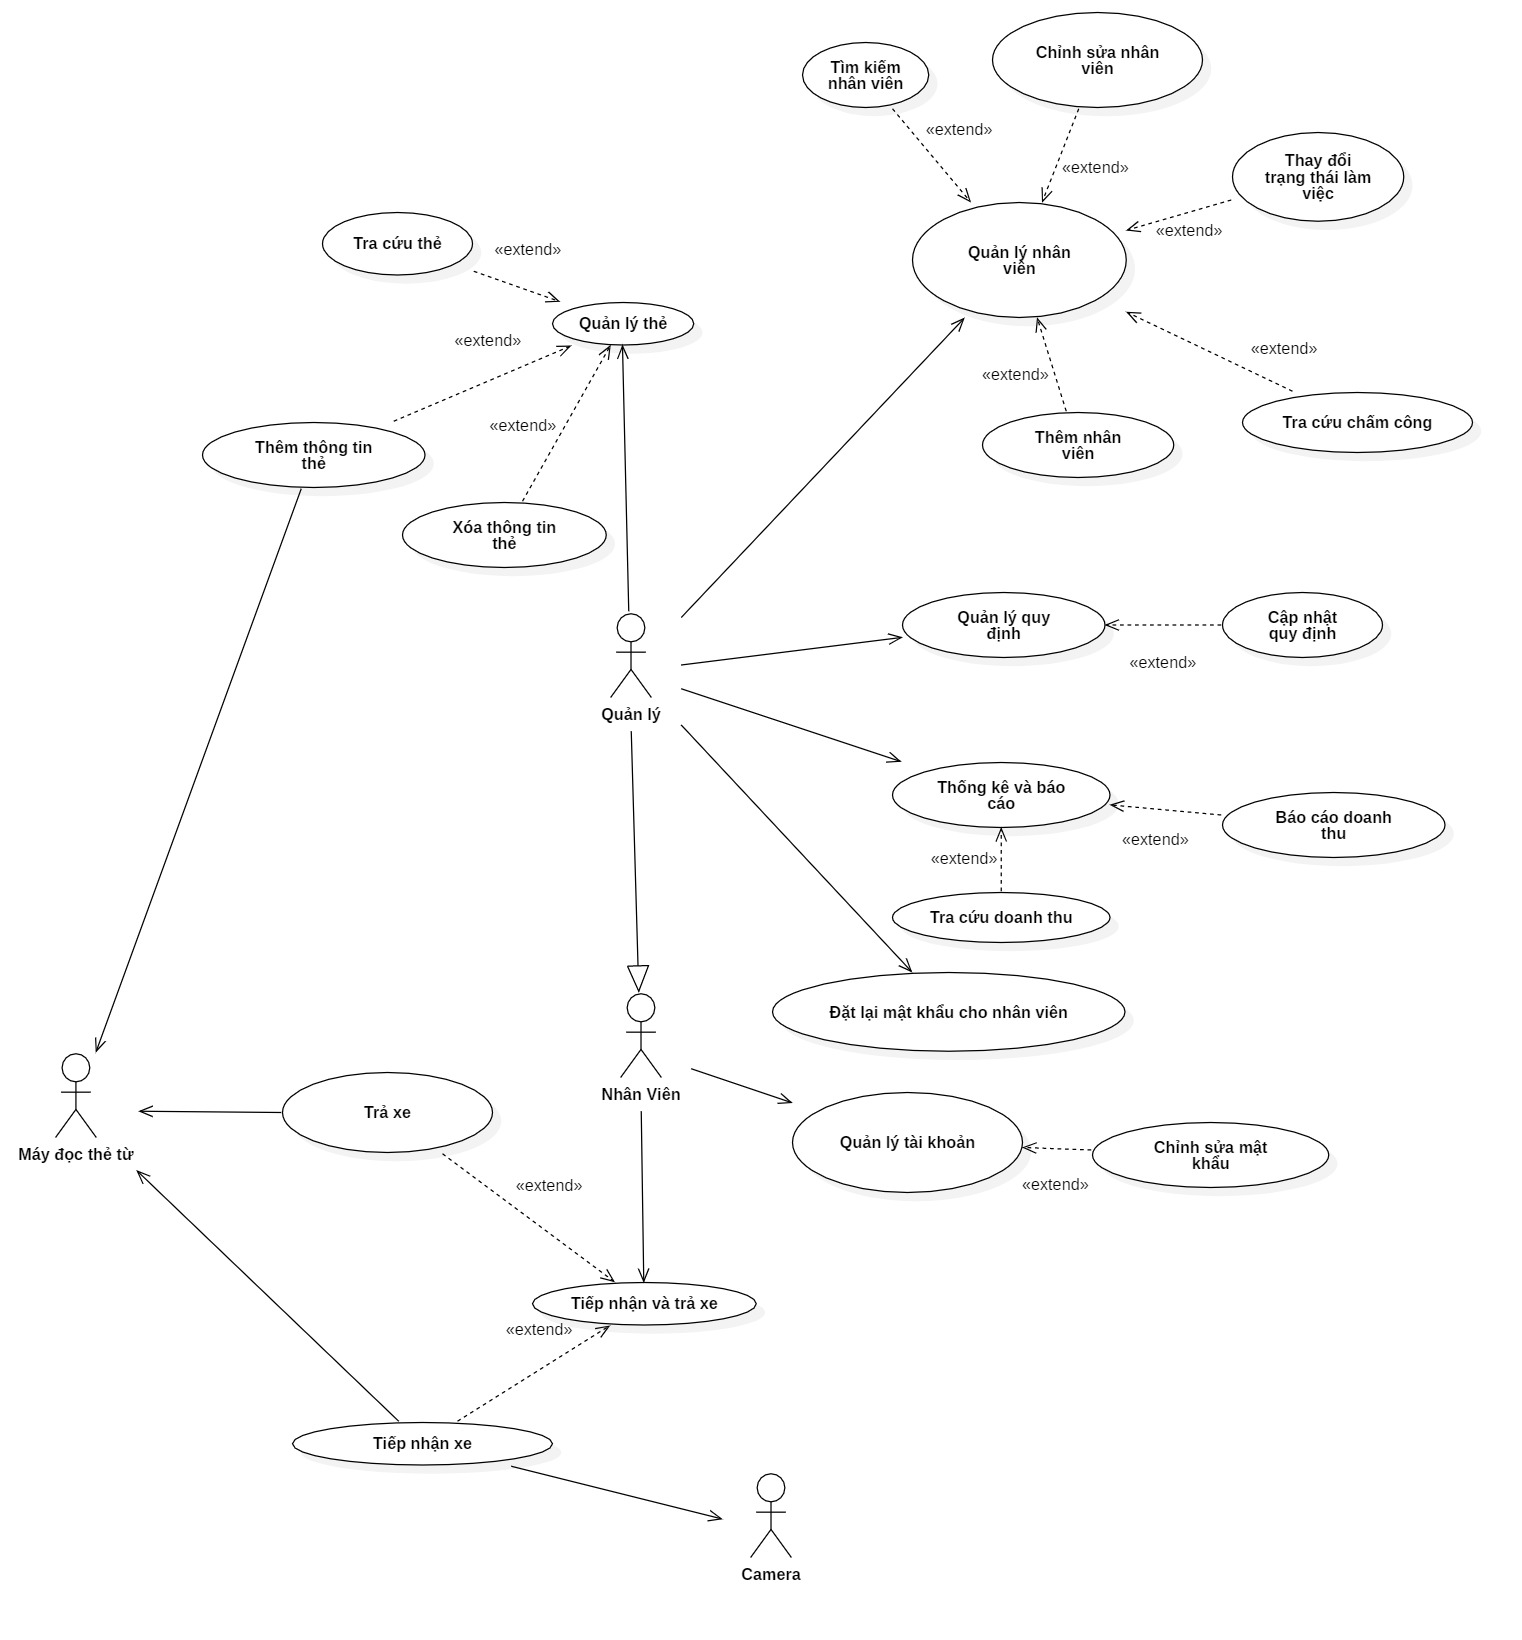 Chỉnh sửa nhân
viên
Tìm kiếm
nhân viên
«extend»
«extend»
Thay đổi
trạng thái làm
việc
«extend»
Tra cứu thẻ
«extend»
Quản lý nhân
viên
Quản lý thẻ
«extend»
«extend»
«extend»
«extend»
Thêm thông tin
thẻ
Thêm nhân
viên
Tra cứu chấm công
Xóa thông tin
thẻ
Quản lý quy
định
Cập nhật
quy định
«extend»
Quản lý
Thống kê và báo
cáo
Báo cáo doanh
thu
«extend»
«extend»
Tra cứu doanh thu
Đặt lại mật khẩu cho nhân viên
Nhân Viên
Trả xe
Máy đọc thẻ từ
Quản lý tài khoản
Chỉnh sửa mật
khẩu
«extend»
«extend»
Tiếp nhận và trả xe
«extend»
Tiếp nhận xe
Camera